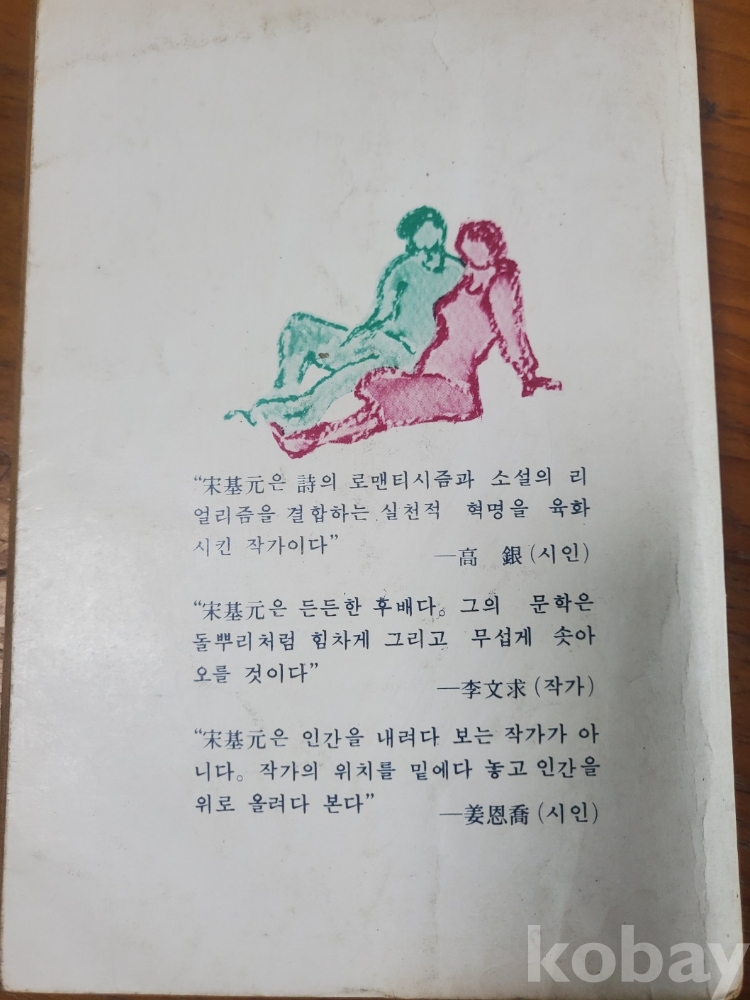 “宋基元은 詩의 로맨티시즘과 소설의 리
얼리즘을 결합하는 실천적 혁명을 육화
시킨 작가이다”
—高 銀 (시인)
“宋基元은 든든한 후배다。그의 문학은
돌뿌리처럼 힘차게 그리고 무섭게 솟아
오를 것이다”
—李文求 (작가)
“宋基元은 인간을 내려다 보는 작가가 아
니다。작가의 위치를 밑에다 놓고 인간을
위로 올려다 본다”
—姜恩喬 (시인)
kobay